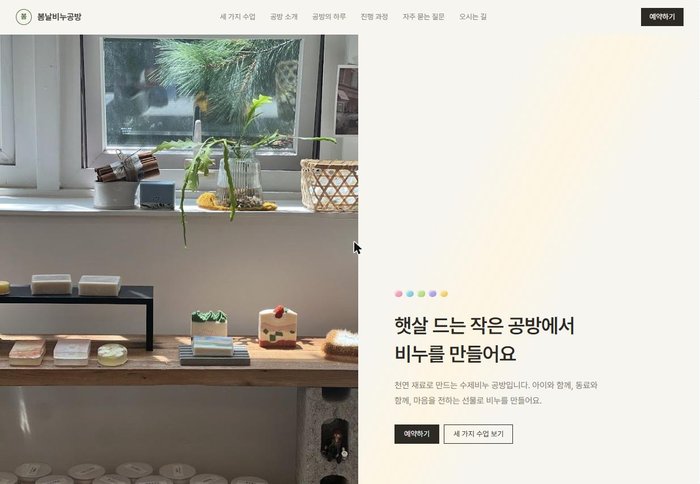 봄 봄날비누공방
세 가지 수업 공방 소개 공방의 하루 진행 과정 자주 묻는 질문 오시는 길
예약하기
햇살 드는 작은 공방에서
비누를 만들어요
천연 재료로 만드는 수제비누 공방입니다. 아이와 함께, 동료와
함께, 마음을 전하는 선물로 비누를 만들어요.
예약하기 세 가지 수업 보기